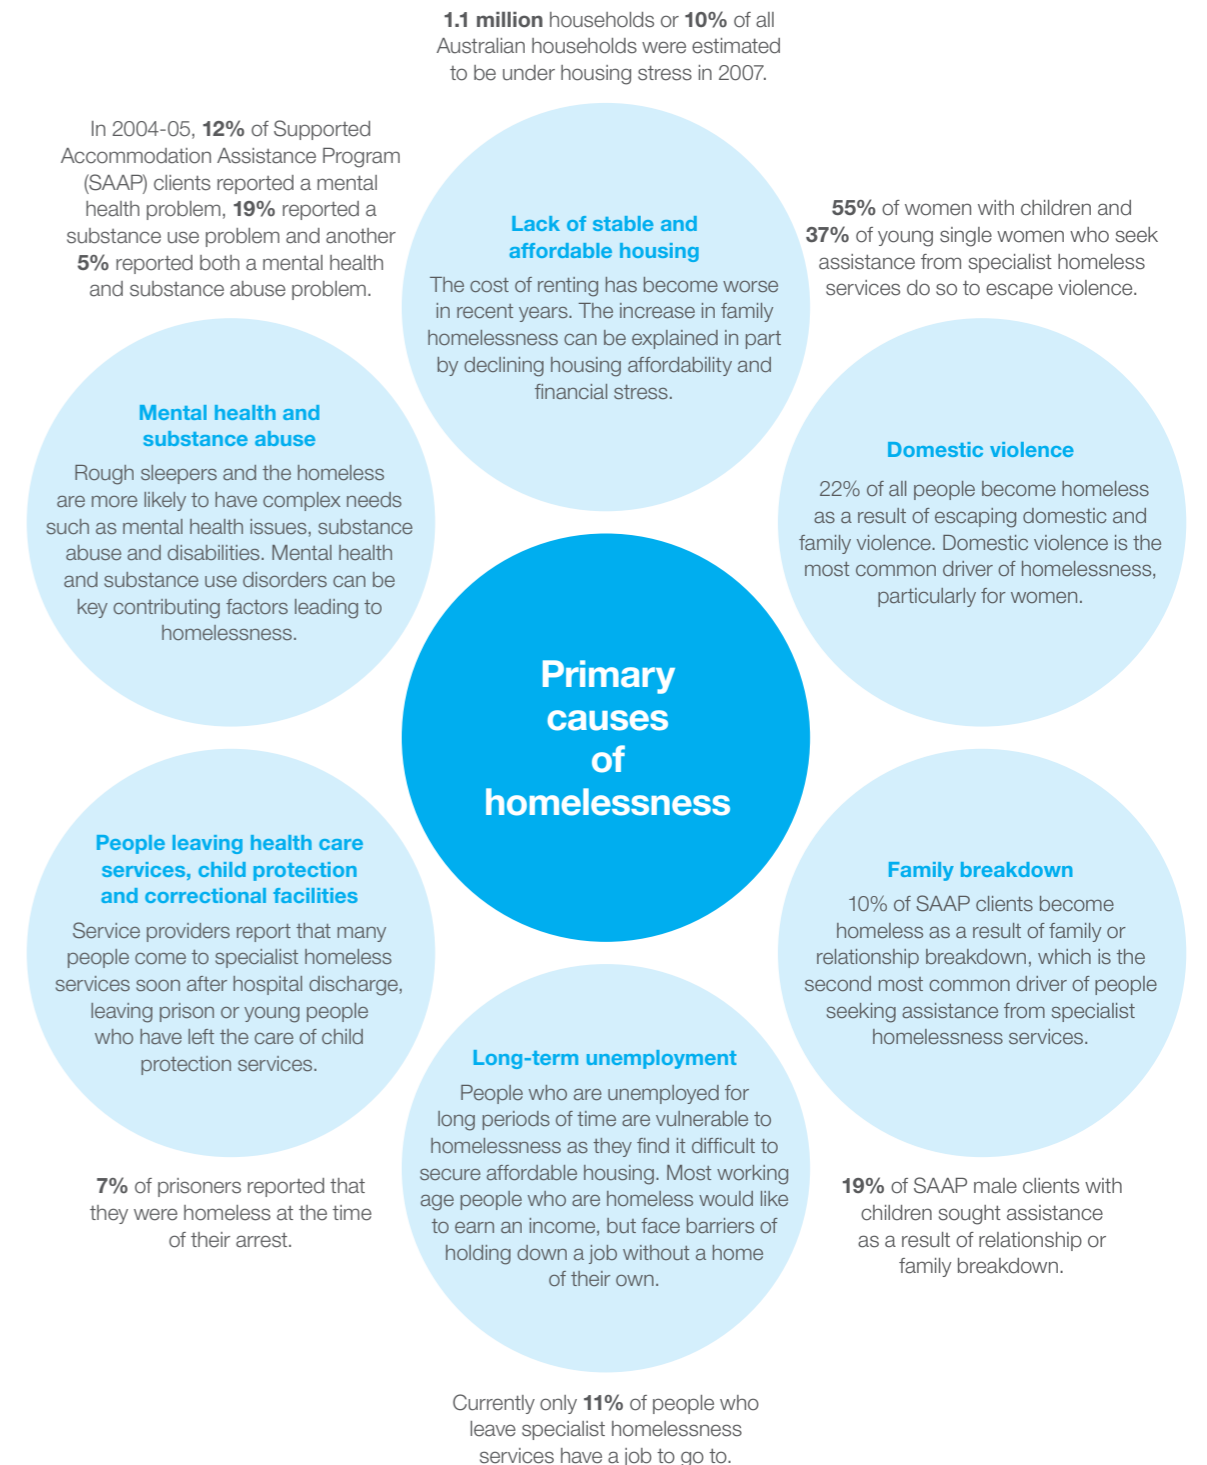 1.1 million households or 10% of all
Australian households were estimated
to be under housing stress in 2007.
In 2004-05, 12% of Supported
Accommodation Assistance Program
(SAAP) clients reported a mental
health problem, 19% reported a
substance use problem and another
5% reported both a mental health
and substance abuse problem.
55% of women with children and
37% of young single women who seek
assistance from specialist homeless
services do so to escape violence.
Lack of stable and
affordable housing
The cost of renting has become worse
in recent years. The increase in family
homelessness can be explained in part
by declining housing affordability and
financial stress.
Mental health and
substance abuse
Rough sleepers and the homeless
are more likely to have complex needs
such as mental health issues, substance
abuse and disabilities. Mental health
and substance use disorders can be
key contributing factors leading to
homelessness.
Domestic violence
22% of all people become homeless
as a result of escaping domestic and
family violence. Domestic violence is the
most common driver of homelessness,
particularly for women.
Primary
causes
of
homelessness
People leaving health care
services, child protection
and correctional facilities
Service providers report that many
people come to specialist homeless
services soon after hospital discharge,
leaving prison or young people
who have left the care of child
protection services.
Family breakdown
10% of SAAP clients become
homeless as a result of family or
relationship breakdown, which is the
second most common driver of people
seeking assistance from specialist
homelessness services.
Long-term unemployment
People who are unemployed for
long periods of time are vulnerable to
homelessness as they find it difficult to
secure affordable housing. Most working
age people who are homeless would like
to earn an income, but face barriers of
holding down a job without a home
of their own.
7% of prisoners reported that
they were homeless at the time
of their arrest.
19% of SAAP male clients with
children sought assistance
as a result of relationship or
family breakdown.
Currently only 11% of people who
leave specialist homelessness
services have a job to go to.